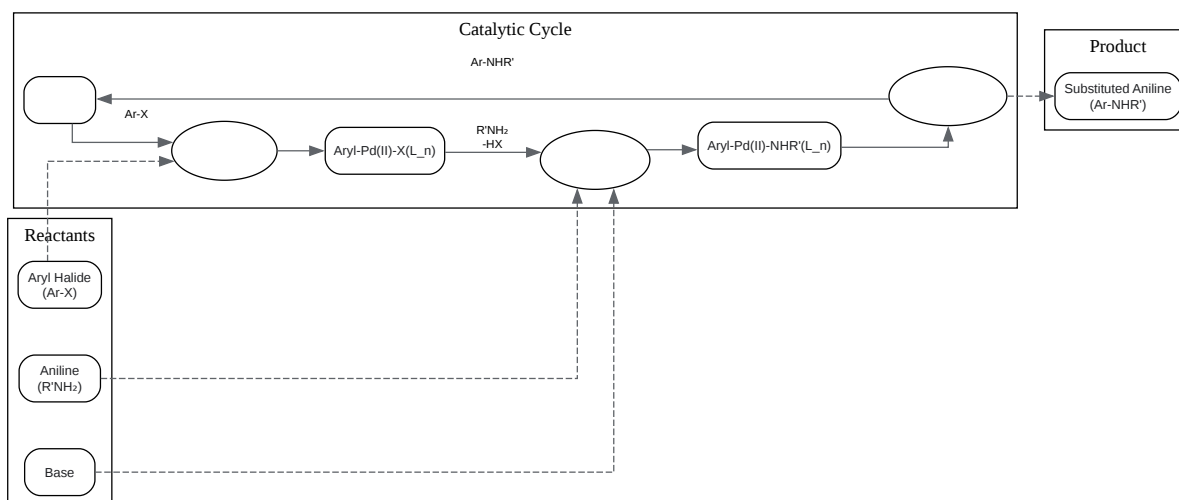 Catalytic Cycle
Ar-NHR'
Ar-X
Aryl-Pd(II)-X(L_n)
R'NH₂
-HX
Aryl-Pd(II)-NHR'(L_n)
Product
Substituted Aniline
(Ar-NHR')
Reactants
Aryl Halide
(Ar-X)
Aniline
(R'NH₂)
Base